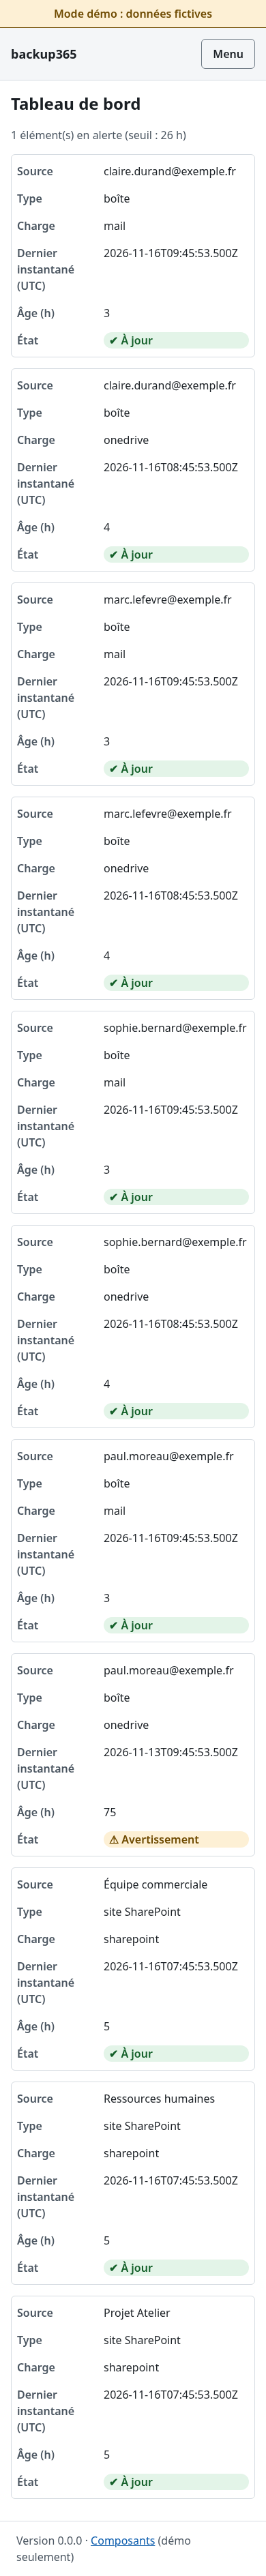 Mode démo : données fictives
backup365
Menu
Tableau de bord
1 élément(s) en alerte (seuil : 26 h)
Source claire.durand@exemple.fr
Type boîte
Charge mail
Dernier instantané (UTC) 2026-11-16T09:45:53.500Z
Âge (h) 3
État ✔ À jour
Source claire.durand@exemple.fr
Type boîte
Charge onedrive
Dernier instantané (UTC) 2026-11-16T08:45:53.500Z
Âge (h) 4
État ✔ À jour
Source marc.lefevre@exemple.fr
Type boîte
Charge mail
Dernier instantané (UTC) 2026-11-16T09:45:53.500Z
Âge (h) 3
État ✔ À jour
Source marc.lefevre@exemple.fr
Type boîte
Charge onedrive
Dernier instantané (UTC) 2026-11-16T08:45:53.500Z
Âge (h) 4
État ✔ À jour
Source sophie.bernard@exemple.fr
Type boîte
Charge mail
Dernier instantané (UTC) 2026-11-16T09:45:53.500Z
Âge (h) 3
État ✔ À jour
Source sophie.bernard@exemple.fr
Type boîte
Charge onedrive
Dernier instantané (UTC) 2026-11-16T08:45:53.500Z
Âge (h) 4
État ✔ À jour
Source paul.moreau@exemple.fr
Type boîte
Charge mail
Dernier instantané (UTC) 2026-11-16T09:45:53.500Z
Âge (h) 3
État ✔ À jour
Source paul.moreau@exemple.fr
Type boîte
Charge onedrive
Dernier instantané (UTC) 2026-11-13T09:45:53.500Z
Âge (h) 75
État ⚠ Avertissement
Source Équipe commerciale
Type site SharePoint
Charge sharepoint
Dernier instantané (UTC) 2026-11-16T07:45:53.500Z
Âge (h) 5
État ✔ À jour
Source Ressources humaines
Type site SharePoint
Charge sharepoint
Dernier instantané (UTC) 2026-11-16T07:45:53.500Z
Âge (h) 5
État ✔ À jour
Source Projet Atelier
Type site SharePoint
Charge sharepoint
Dernier instantané (UTC) 2026-11-16T07:45:53.500Z
Âge (h) 5
État ✔ À jour
Version 0.0.0 · Composants (démo
seulement)